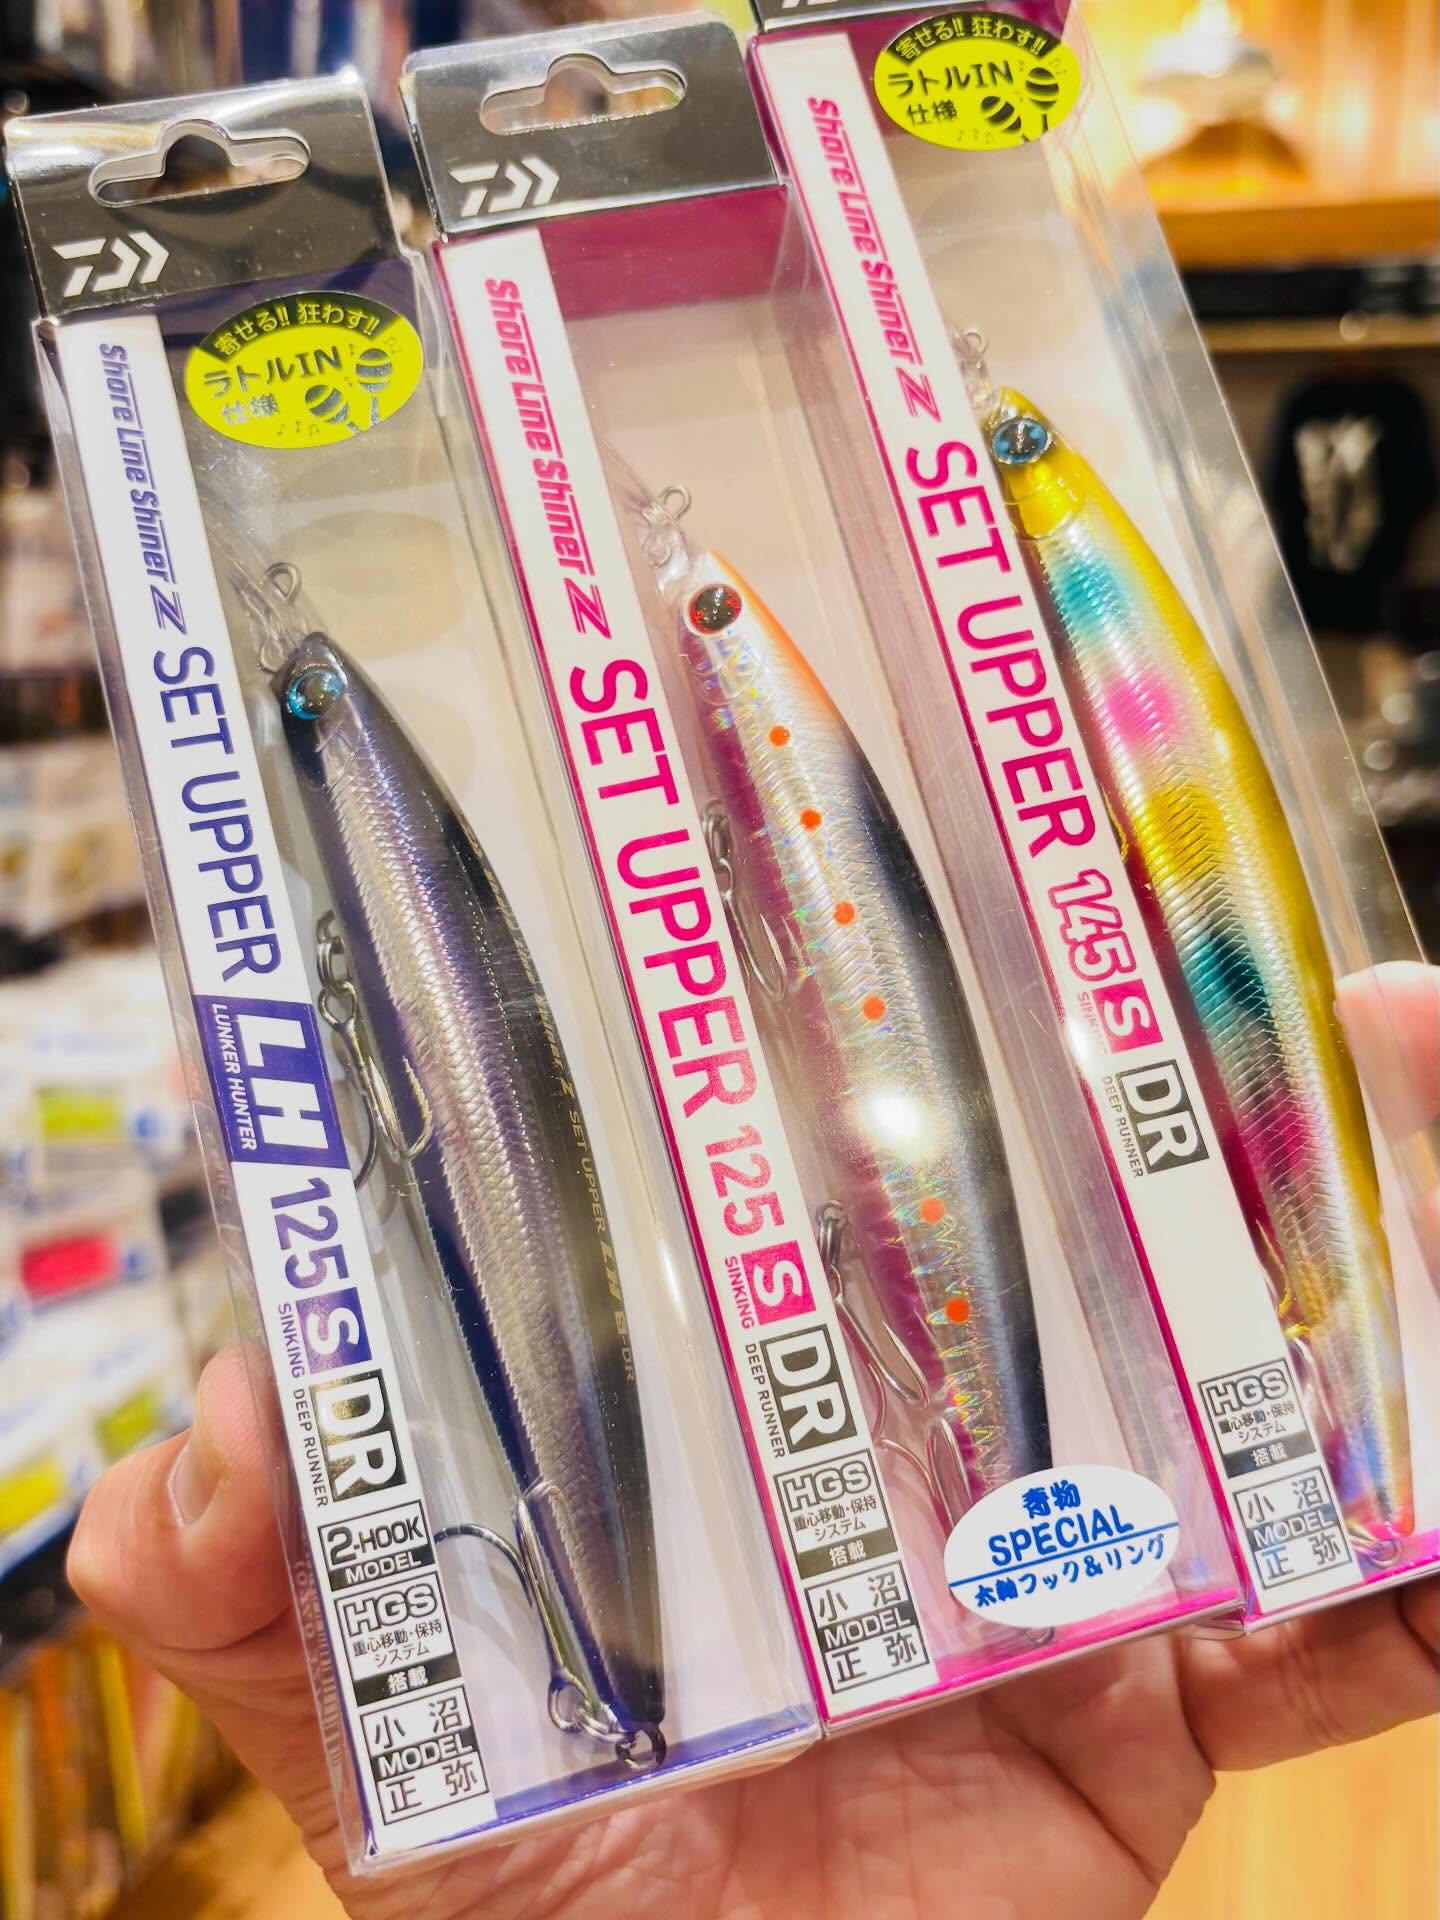 寄せる!! 狂わす!!
ラトルIN
仕様
Shore Line Shiner Z
SET UPPER
LH
LUNKER HUNTER
125 S
SINKING
DR
DEEP RUNNER
2-HOOK
MODEL
HGS
重心移動・保持
システム
搭載
小沼
MODEL
正弥
SET UPPER LH
S-DR
Shore Line Shiner Z
SET UPPER 125 S
SINKING
DR
DEEP RUNNER
HGS
重心移動・保持
システム
搭載
小沼
MODEL
正弥
青物
SPECIAL
太軸フック&リング
寄せる!! 狂わす!!
ラトルIN
仕様
Shore Line Shiner Z
SET UPPER 145 S
SINKING
DR
DEEP RUNNER
HGS
重心移動・保持
システム
搭載
小沼
MODEL
正弥